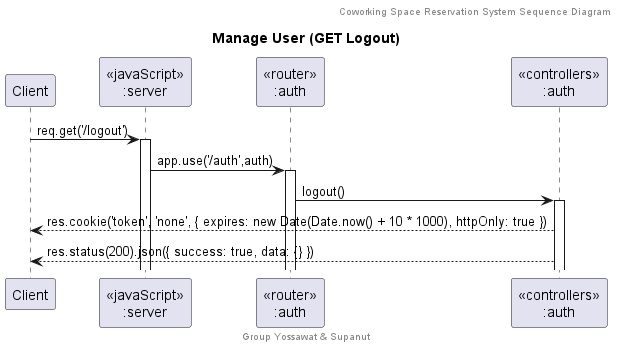 Coworking Space Reservation System Sequence Diagram
Manage User (GET Logout)
Client
«javaScript»
:server
«router»
:auth
«controllers»
:auth
req.get('/logout')
app.use('/auth',auth)
logout()
res.cookie('token', 'none', { expires: new Date(Date.now() + 10 * 1000), httpOnly: true })
res.status(200).json({ success: true, data: {} })
Client
«javaScript»
:server
«router»
:auth
«controllers»
:auth
Group Yossawat & Supanut